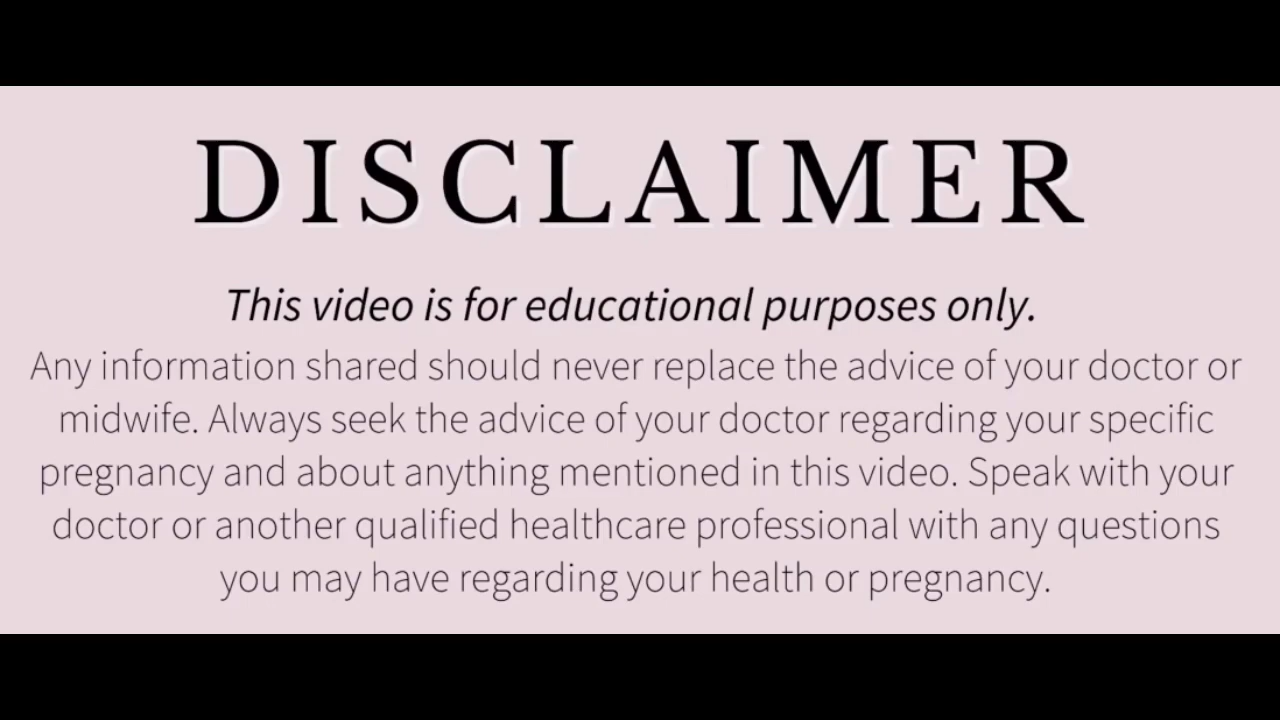 DISCLAIMER
This video is for educational purposes only.
Any information shared should never replace the advice of your doctor or
midwife. Always seek the advice of your doctor regarding your specific
pregnancy and about anything mentioned in this video. Speak with your
doctor or another qualified healthcare professional with any questions
you may have regarding your health or pregnancy.